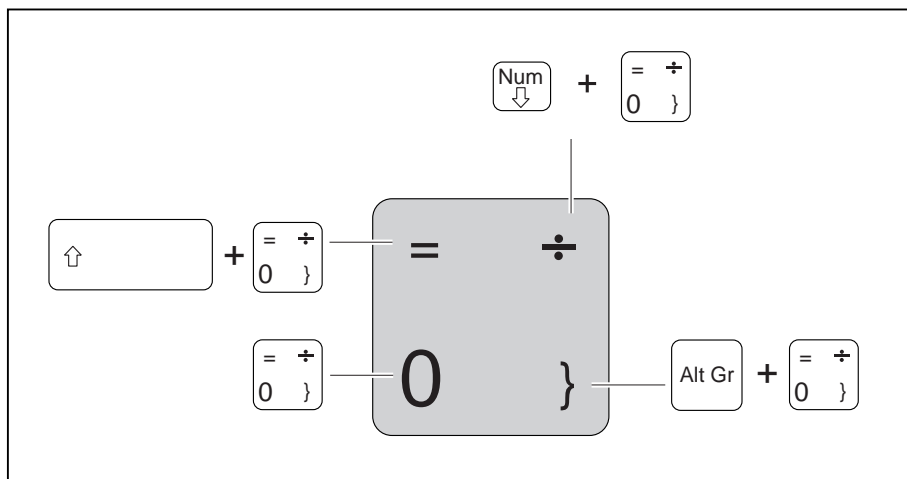 Num + = ÷
0 }
+ = ÷
0 }
= ÷
0 }
= ÷
0 }
Alt Gr + = ÷
0 }